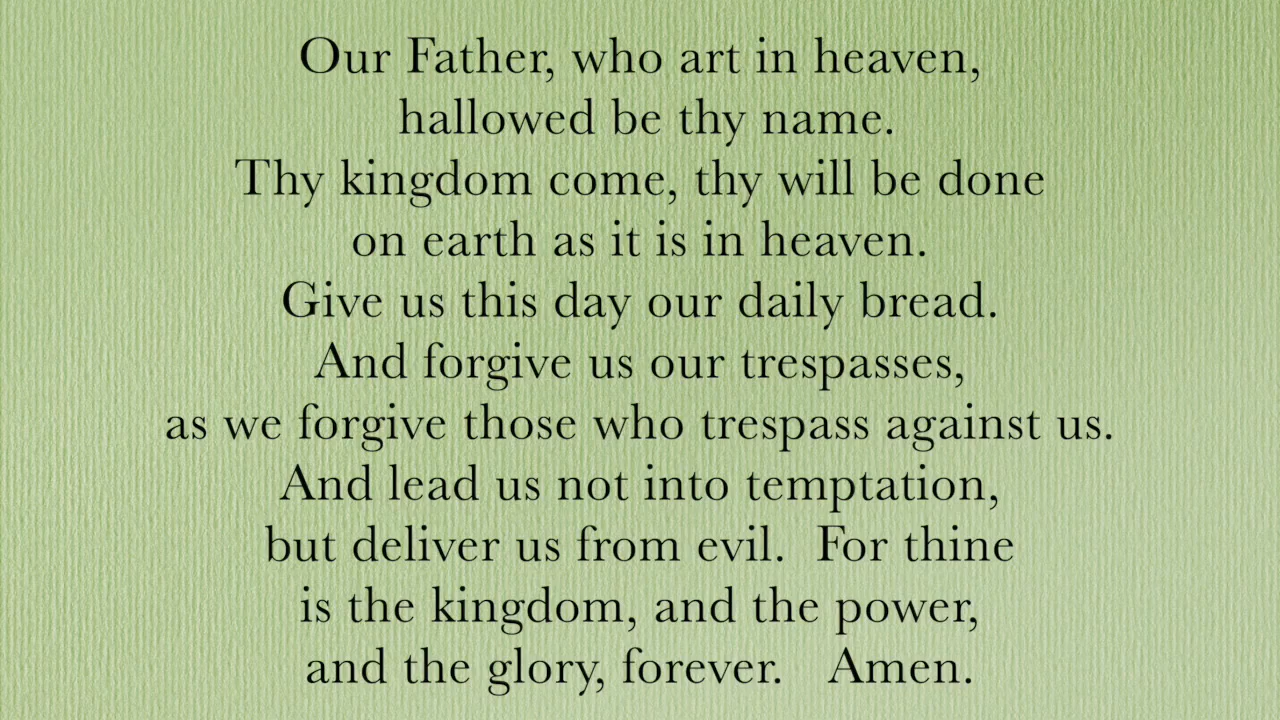 Our Father, who art in heaven,
hallowed be thy name.
Thy kingdom come, thy will be done
on earth as it is in heaven.
Give us this day our daily bread.
And forgive us our trespasses,
as we forgive those who trespass against us.
And lead us not into temptation,
but deliver us from evil.  For thine
is the kingdom, and the power,
and the glory, forever.   Amen.